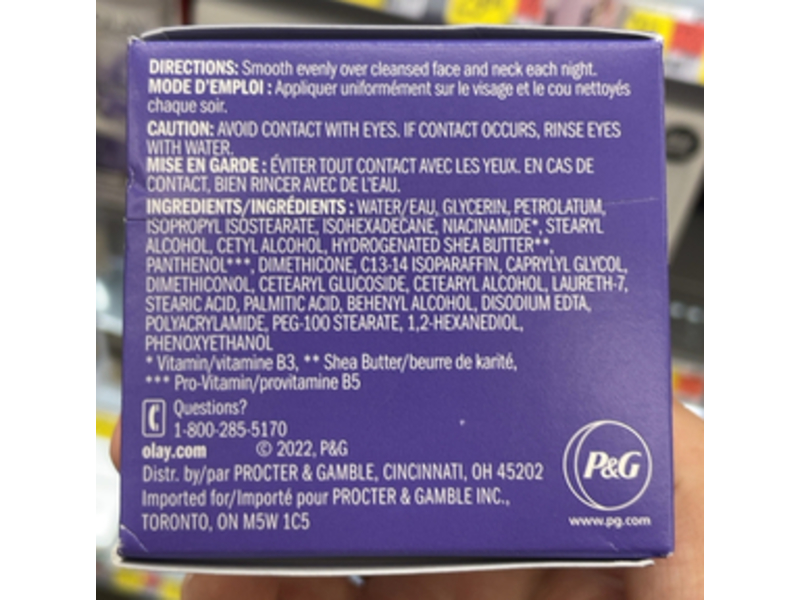 DIRECTIONS: Smooth evenly over cleansed face and neck each night.
MODE D'EMPLOI : Appliquer uniformément sur le visage et le cou nettoyés
chaque soir.
CAUTION: AVOID CONTACT WITH EYES. IF CONTACT OCCURS, RINSE EYES
WITH WATER.
MISE EN GARDE : ÉVITER TOUT CONTACT AVEC LES YEUX. EN CAS DE
CONTACT, BIEN RINCER AVEC DE L'EAU.
INGREDIENTS/INGRÉDIENTS : WATER/EAU, GLYCERIN, PETROLATUM,
ISOPROPYL ISOSTEARATE, ISOHEXADECANE, NIACINAMIDE*, STEARYL
ALCOHOL, CETYL ALCOHOL, HYDROGENATED SHEA BUTTER**,
PANTHENOL***, DIMETHICONE, C13-14 ISOPARAFFIN, CAPRYLYL GLYCOL,
DIMETHICONOL, CETEARYL GLUCOSIDE, CETEARYL ALCOHOL, LAURETH-7,
STEARIC ACID, PALMITIC ACID, BEHENYL ALCOHOL, DISODIUM EDTA,
POLYACRYLAMIDE, PEG-100 STEARATE, 1,2-HEXANEDIOL,
PHENOXYETHANOL
* Vitamin/vitamine B3, ** Shea Butter/beurre de karité,
*** Pro-Vitamin/provitamine B5
Questions?
1-800-285-5170
olay.com © 2022, P&G
Distr. by/par PROCTER & GAMBLE, CINCINNATI, OH 45202
Imported for/Importé pour PROCTER & GAMBLE INC.,
TORONTO, ON M5W 1C5
P&G
www.pg.com